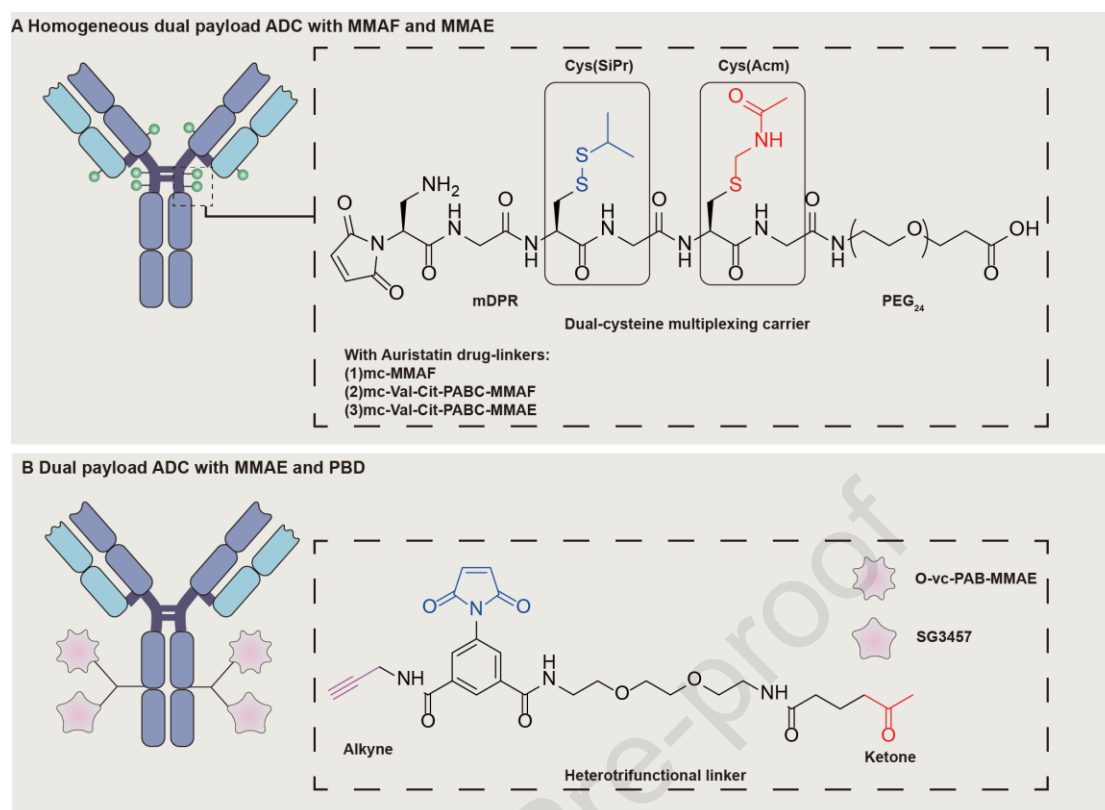 A Homogeneous dual payload ADC with MMAF and MMAE
Cys(SiPr)
Cys(Acm)
O
NH
S
S
S
NH2
O
N
O
O
H
N
O
N
H
O
H
N
O
N
H
O
H
N
O
N
H
O
O
OH
mDPR
PEG24
Dual-cysteine multiplexing carrier
With Auristatin drug-linkers:
(1)mc-MMAF
(2)mc-Val-Cit-PABC-MMAF
(3)mc-Val-Cit-PABC-MMAE
B Dual payload ADC with MMAE and PBD
O
N
O
NH
O
O
H
N
O
O
H
N
O
O
Alkyne
Ketone
Heterotrifunctional linker
O-vc-PAB-MMAE
SG3457
re-proof